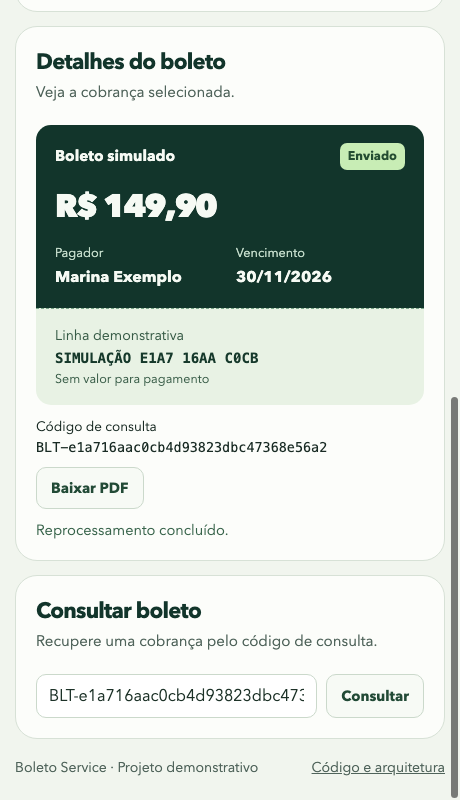 Detalhes do boleto
Veja a cobrança selecionada.
Boleto simulado
Enviado
R$ 149,90
Pagador
Vencimento
Marina Exemplo
30/11/2026
Linha demonstrativa
SIMULAÇÃO E1A7 16AA C0CB
Sem valor para pagamento
Código de consulta
BLT-e1a716aac0cb4d93823dbc47368e56a2
Baixar PDF
Reprocessamento concluído.
Consultar boleto
Recupere uma cobrança pelo código de consulta.
BLT-e1a716aac0cb4d93823dbc473
Consultar
Boleto Service · Projeto demonstrativo
Código e arquitetura